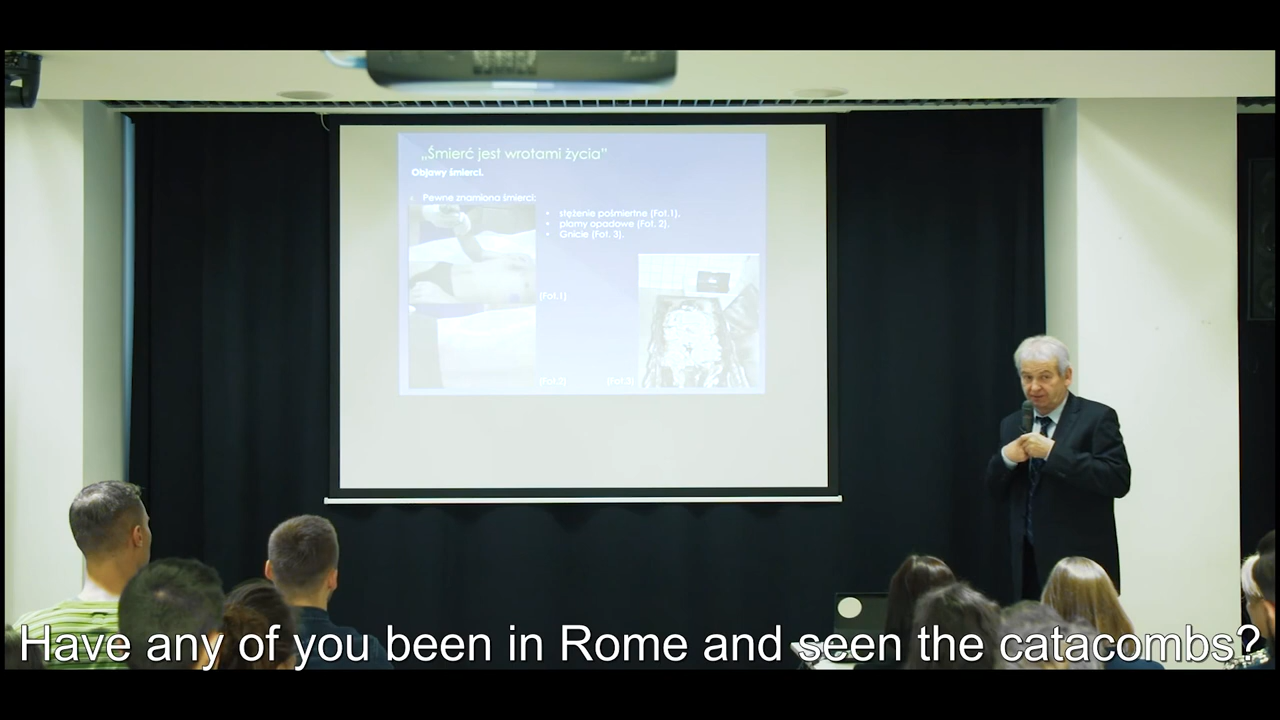 „Śmierć jest wrotami życia”
Objawy śmierci.
Pewne znamiona śmierci:
• stężenie pośmiertne (Fot.1),
• plamy opadowe (Fot. 2),
• Gnicie (Fot. 3).
(Fot.1)
(Fot.2) (Fot.3)
Have any of you been in Rome and seen the catacombs?